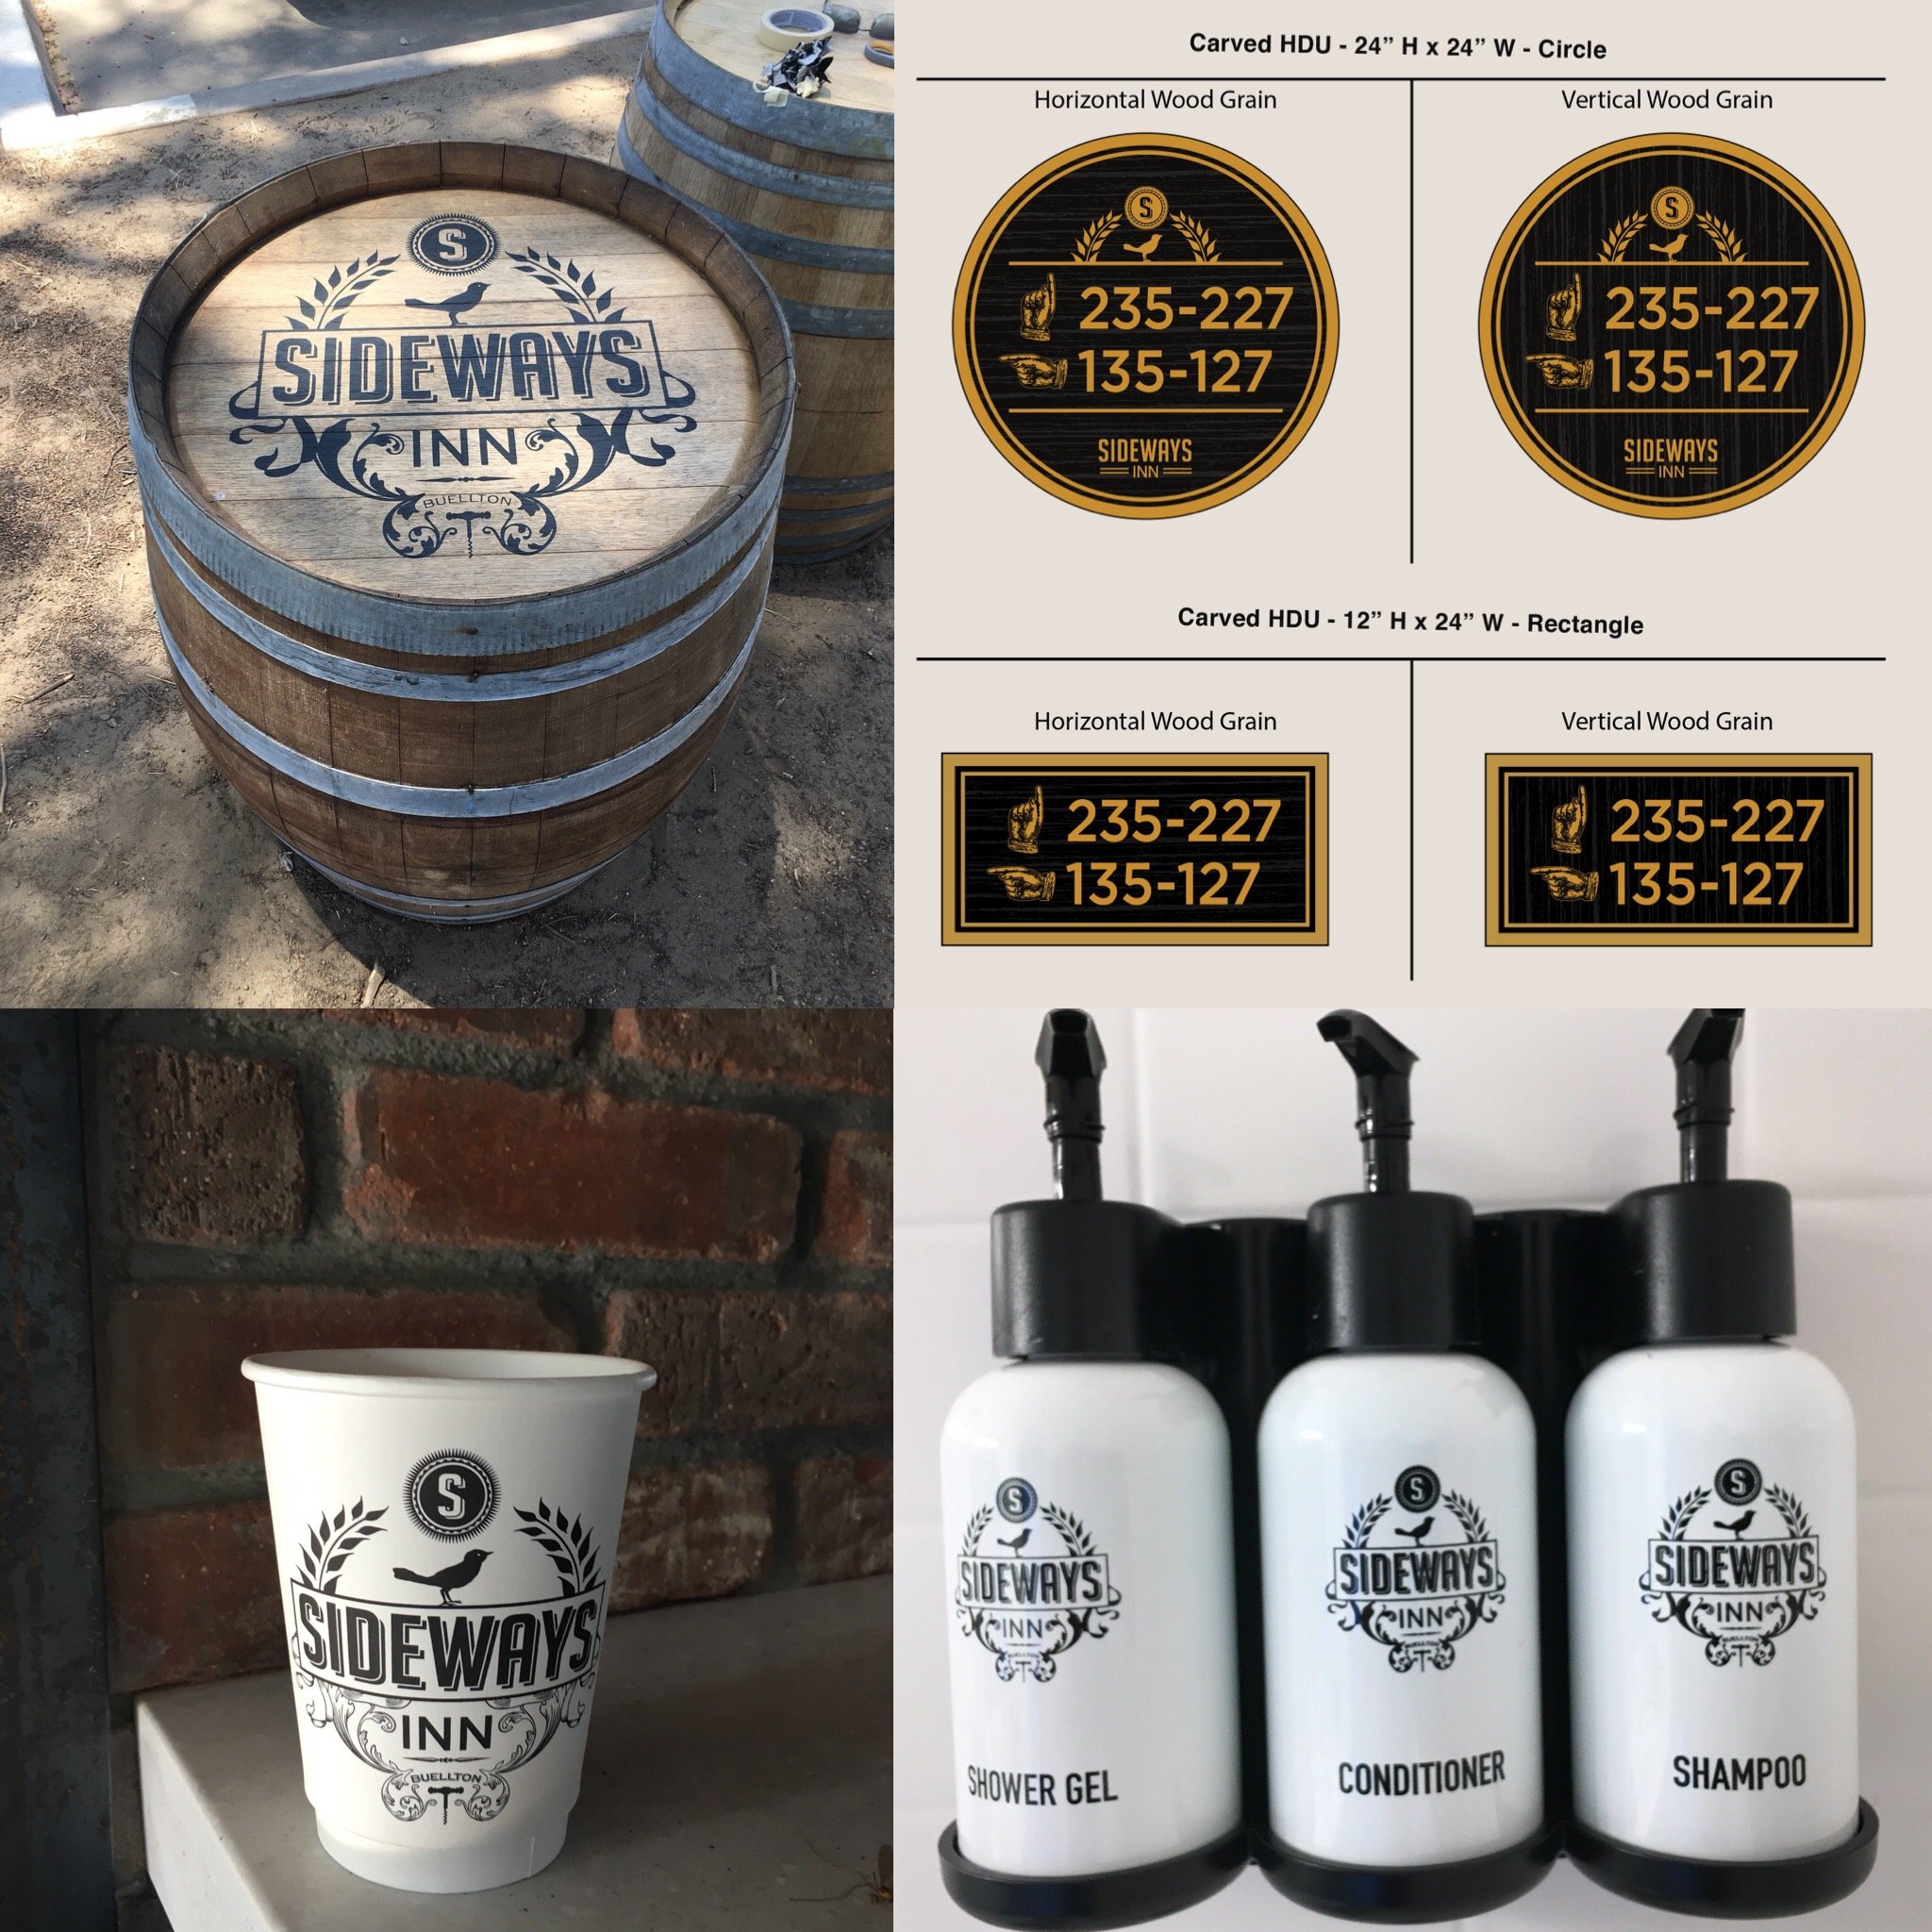 S
SIDEWAYS
INN
BUELLTON
Carved HDU - 24” H x 24” W - Circle
Horizontal Wood Grain
Vertical Wood Grain
S
235-227
135-127
SIDEWAYS
INN
S
235-227
135-127
SIDEWAYS
INN
Carved HDU - 12” H x 24” W - Rectangle
Horizontal Wood Grain
Vertical Wood Grain
235-227
135-127
235-227
135-127
S
SIDEWAYS
INN
BUELLTON
S
SIDEWAYS
INN
BUELLTON
SHOWER GEL
S
SIDEWAYS
INN
BUELLTON
CONDITIONER
S
SIDEWAYS
INN
BUELLTON
SHAMPOO